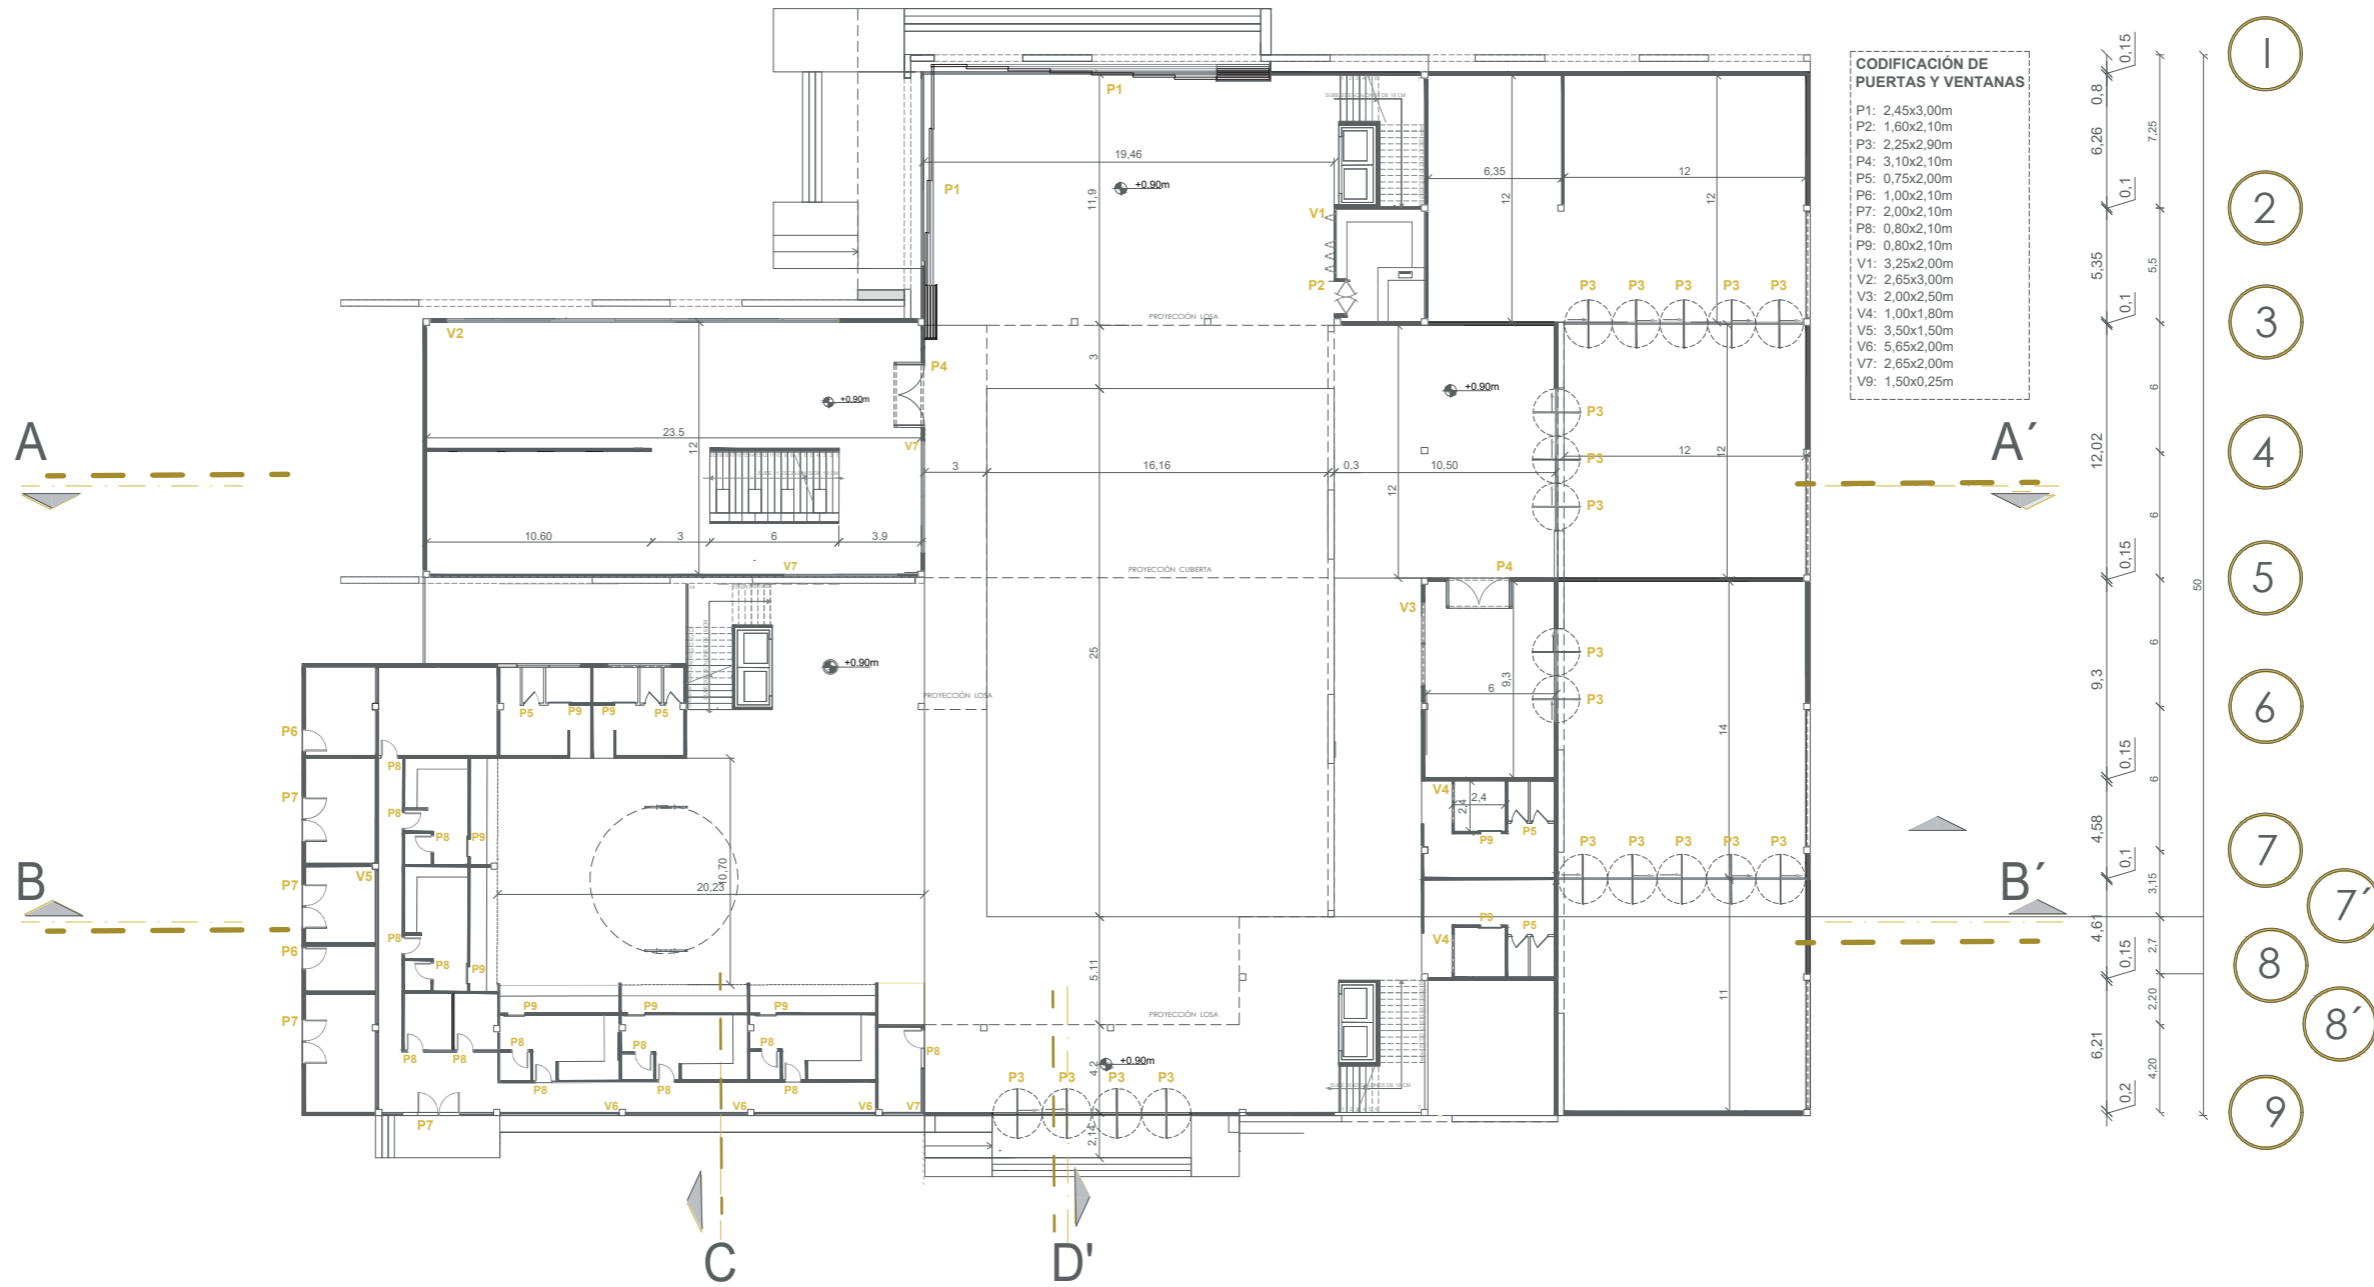 CODIFICACIÓN DE
PUERTAS Y VENTANAS
P1: 2,45x3,00m
P2: 1,60x2,10m
P3: 2,25x2,90m
P4: 3,10x2,10m
P5: 0,75x2,00m
P6: 1,00x2,10m
P7: 2,00x2,10m
P8: 0,80x2,10m
P9: 0,80x2,10m
V1: 3,25x2,00m
V2: 2,65x3,00m
V3: 2,00x2,50m
V4: 1,00x1,80m
V5: 3,50x1,50m
V6: 5,65x2,00m
V7: 2,65x2,00m
V9: 1,50x0,25m
P1
19,46
+0.90m
P1
11,9
V1
P2
6,35
12
12
12
P3 P3 P3 P3 P3
PROYECCIÓN LOSA
V2
P4
+0.90m
23.5
12
V7
10.60 3 6 3.9
V7
3
3 16,16 0,3 10,50
+0.90m
12
P3
P3
P3
12
12
PROYECCIÓN CUBIERTA
P4
V3
25
+0.90m
PROYECCIÓN LOSA
6
9,3
P3
P3
14
P5 P9 P9 P5
P6
P8
P7
P8
P8 P9
V5
P7
P8
P6
P8 P9
P7
20,23
10,70
V4
2,4
2,4
P9
P5
P3 P3 P3 P3 P3
P9
P5
V4
5,11
11
PROYECCIÓN LOSA
P9 P9 P9
P8 P8 P8 P8 P8
P8
P8 P8 P8
V6 V6 V6 V7
P7
4,2
+0.90m
P3 P3 P3 P3
2,14
A A´
B B´
C
D'
0,15
0,8
6,26
0,1
5,35
0,1
12,02
0,15
9,3
0,15
4,58
0,1
4,61
0,15
6,21
0,2
7,25
5,5
6
6
6
6
3,15
2,7
2,20
4,20
50
1
2
3
4
5
6
7
7´
8
8´
9